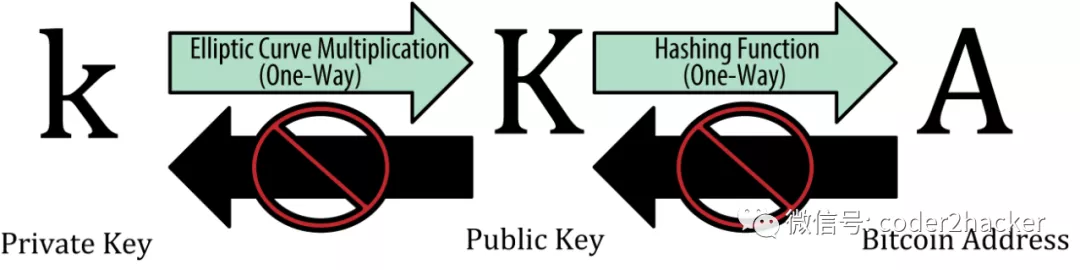 k
Elliptic Curve Multiplication
(One-Way)
K
Hashing Function
(One-Way)
A
Private Key
Public Key
Bitcoin Address
微信号: coder2hacker